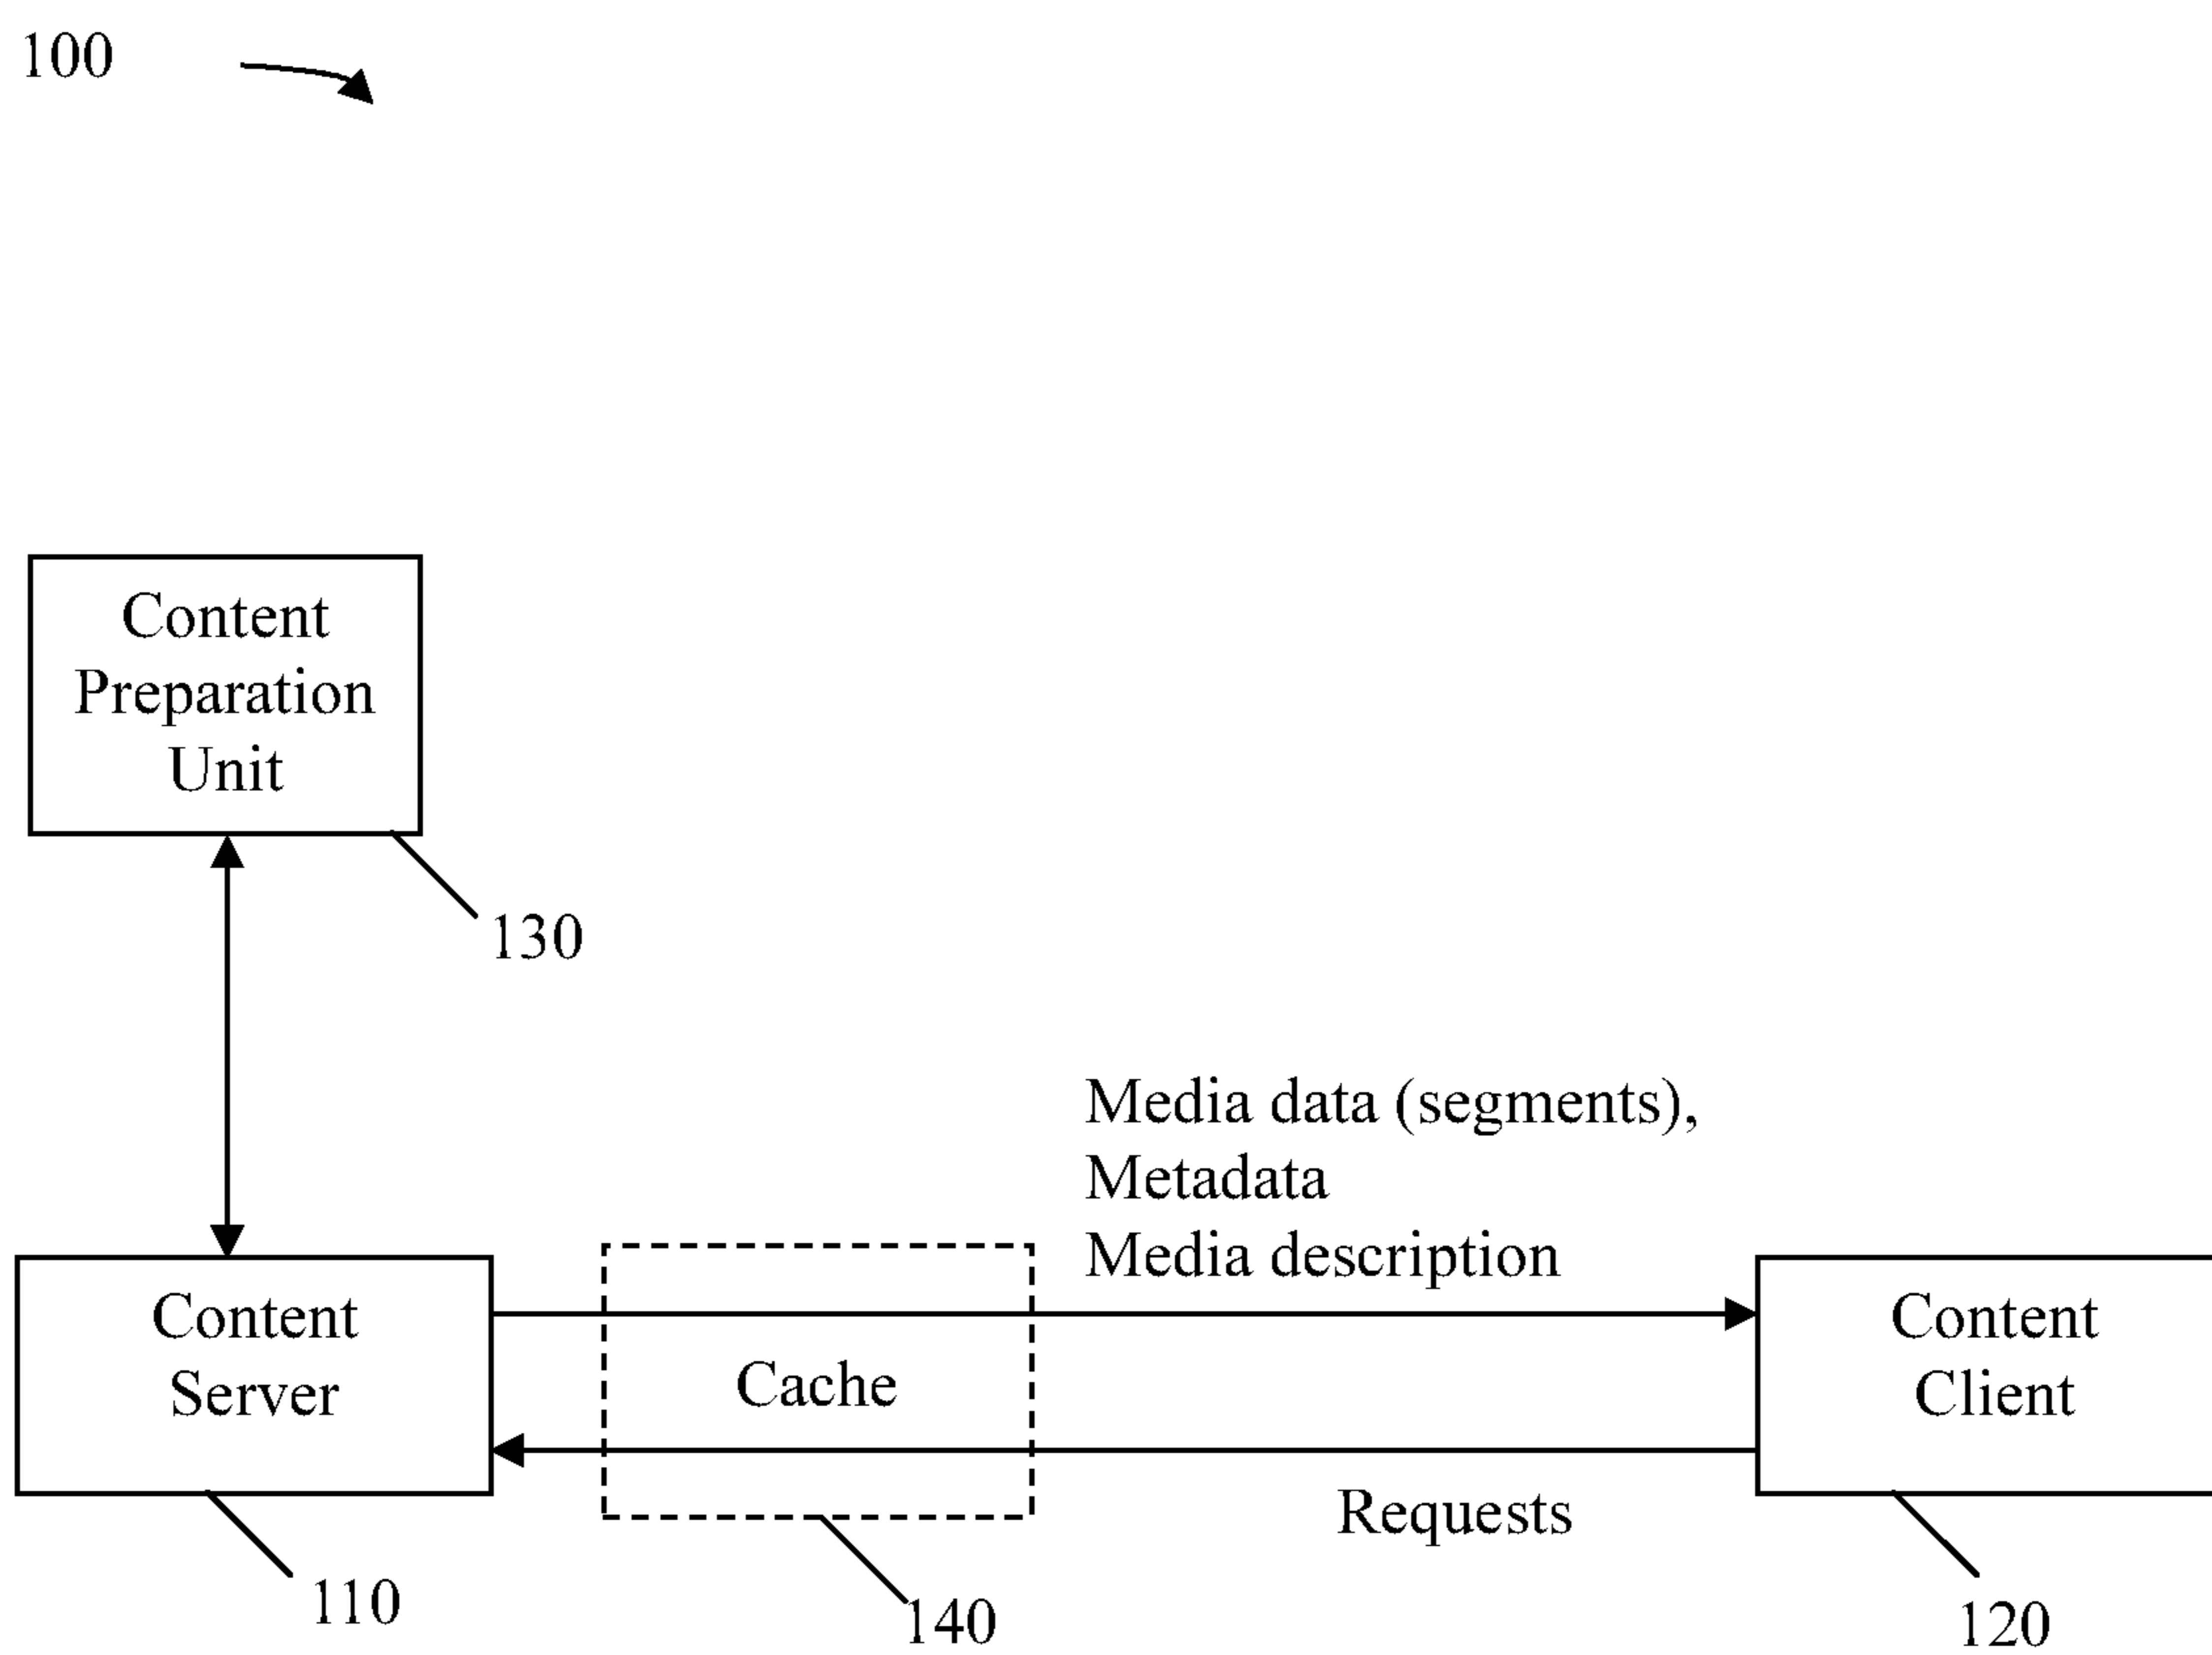 100
Content
Preparation
Unit
130
Media data (segments),
Metadata
Media description
Content
Server
Cache
Content
Client
Requests
110
140
120